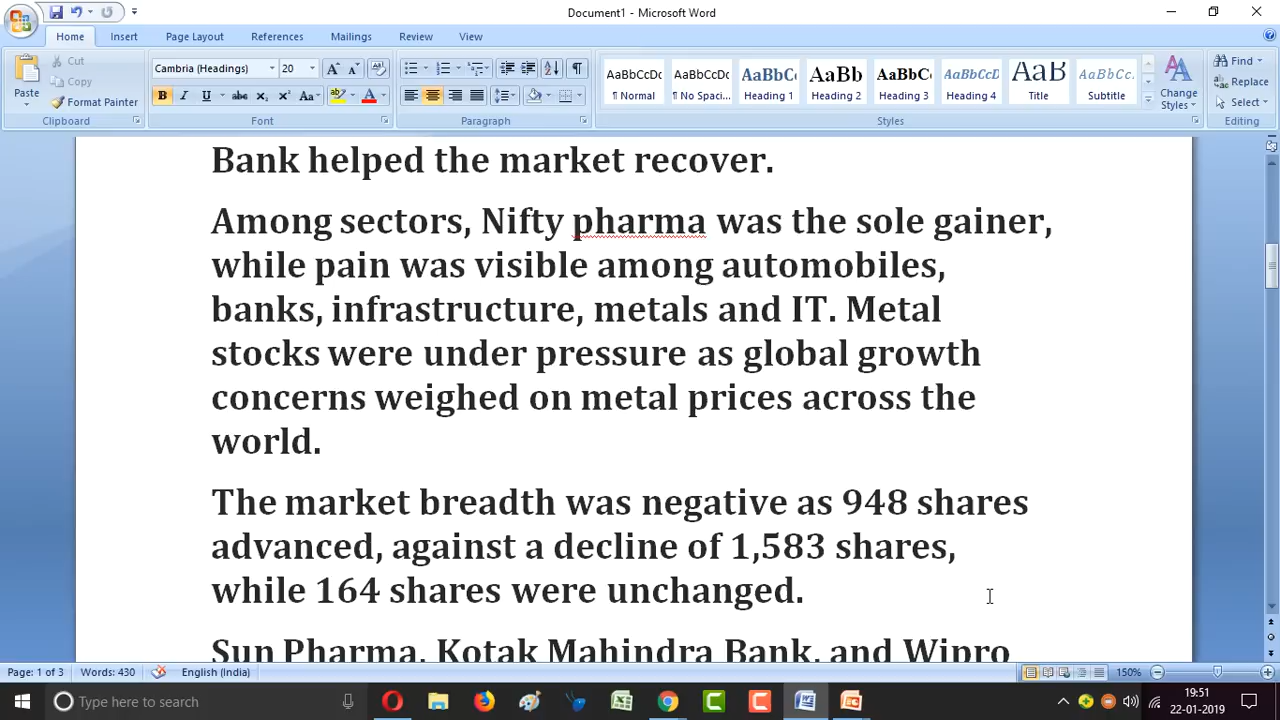 Document1 - Microsoft Word
Home Insert Page Layout References Mailings Review View
Paste
Cut
Copy
Format Painter
Clipboard
Cambria (Headings) 20
B I U abc x₂ x² Aa
Font
Paragraph
AaBbCcDc AaBbCcDc AaBbCc AaBb AaBbC AaBbCcD AaB AaBbCcD
¶ Normal ¶ No Spaci... Heading 1 Heading 2 Heading 3 Heading 4 Title Subtitle
Change Styles
Styles
Find
Replace
Select
Editing
Bank helped the market recover.
Among sectors, Nifty pharma was the sole gainer,
while pain was visible among automobiles,
banks, infrastructure, metals and IT. Metal
stocks were under pressure as global growth
concerns weighed on metal prices across the
world.
The market breadth was negative as 948 shares
advanced, against a decline of 1,583 shares,
while 164 shares were unchanged.
Sun Pharma, Kotak Mahindra Bank, and Wipro
Page: 1 of 3 Words: 430 English (India) 150%
Type here to search
19:51
22-01-2019